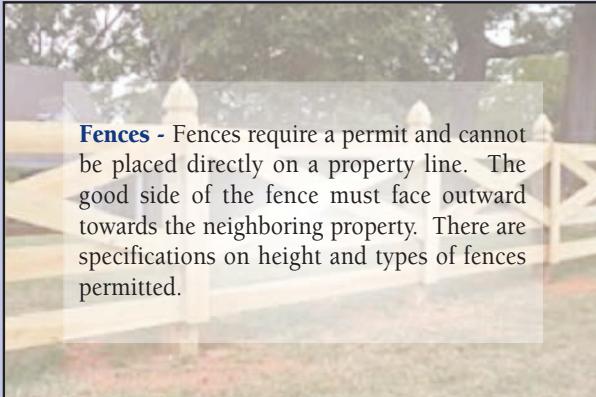 Fences - Fences require a permit and cannot
be placed directly on a property line. The
good side of the fence must face outward
towards the neighboring property. There are
specifications on height and types of fences
permitted.